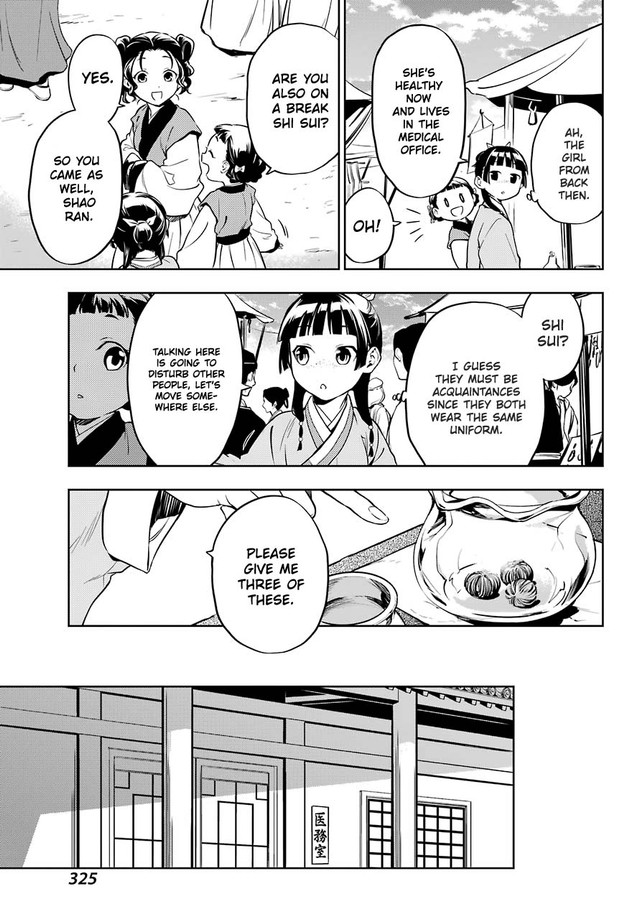 AH,
THE
GIRL
FROM
BACK
THEN.
SHE'S
HEALTHY
NOW
AND LIVES
IN THE
MEDICAL
OFFICE.
OH!
ARE YOU
ALSO
ON A
BREAK
SHI SUI?
YES.
SO YOU
CAME
AS
WELL,
SHAO
RAN.
SHI
SUI?
I GUESS
THEY MUST BE
ACQUAINTANCES
SINCE THEY BOTH
WEAR THE SAME
UNIFORM.
TALKING HERE
IS GOING TO
DISTURB OTHER
PEOPLE, LET'S
MOVE SOME-
WHERE ELSE.
PLEASE
GIVE ME
THREE OF
THESE.
医務室
325